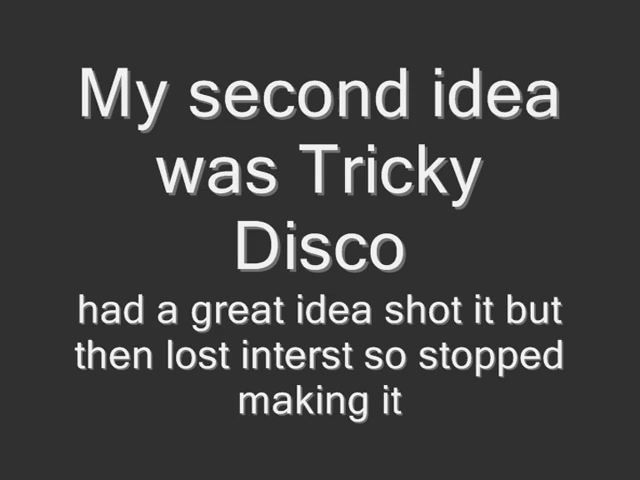 My second idea
was Tricky
Disco
had a great idea shot it but
then lost interst so stopped
making it